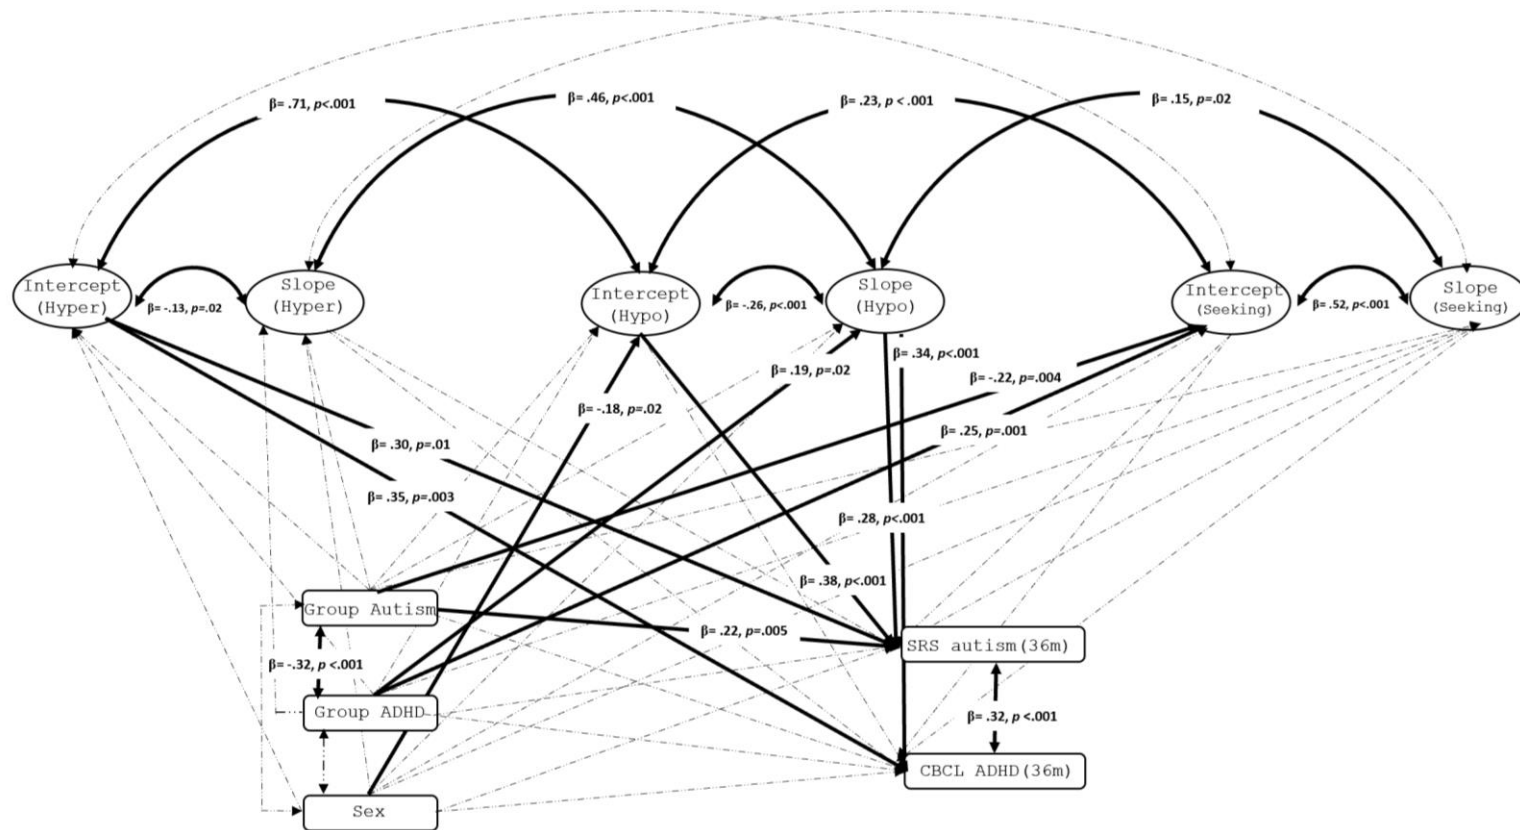 β= .71, p<.001
β= .46, p<.001
β= .23, p < .001
β= .15, p=.02
Intercept
(Hyper)
β= -.13, p=.02
Slope
(Hyper)
Intercept
(Hypo)
β= -.26, p<.001
Slope
(Hypo)
Intercept
(Seeking)
β= .52, p<.001
Slope
(Seeking)
β= .34, p<.001
β= .19, p=.02
β= -.22, p=.004
β= -.18, p=.02
β= .25, p=.001
β= .30, p=.01
β= .35, p=.003
β= .28, p<.001
β= .38, p<.001
Group Autism
β= .22, p=.005
SRS autism(36m)
β= -.32, p <.001
Group ADHD
β= .32, p <.001
CBCL ADHD(36m)
Sex